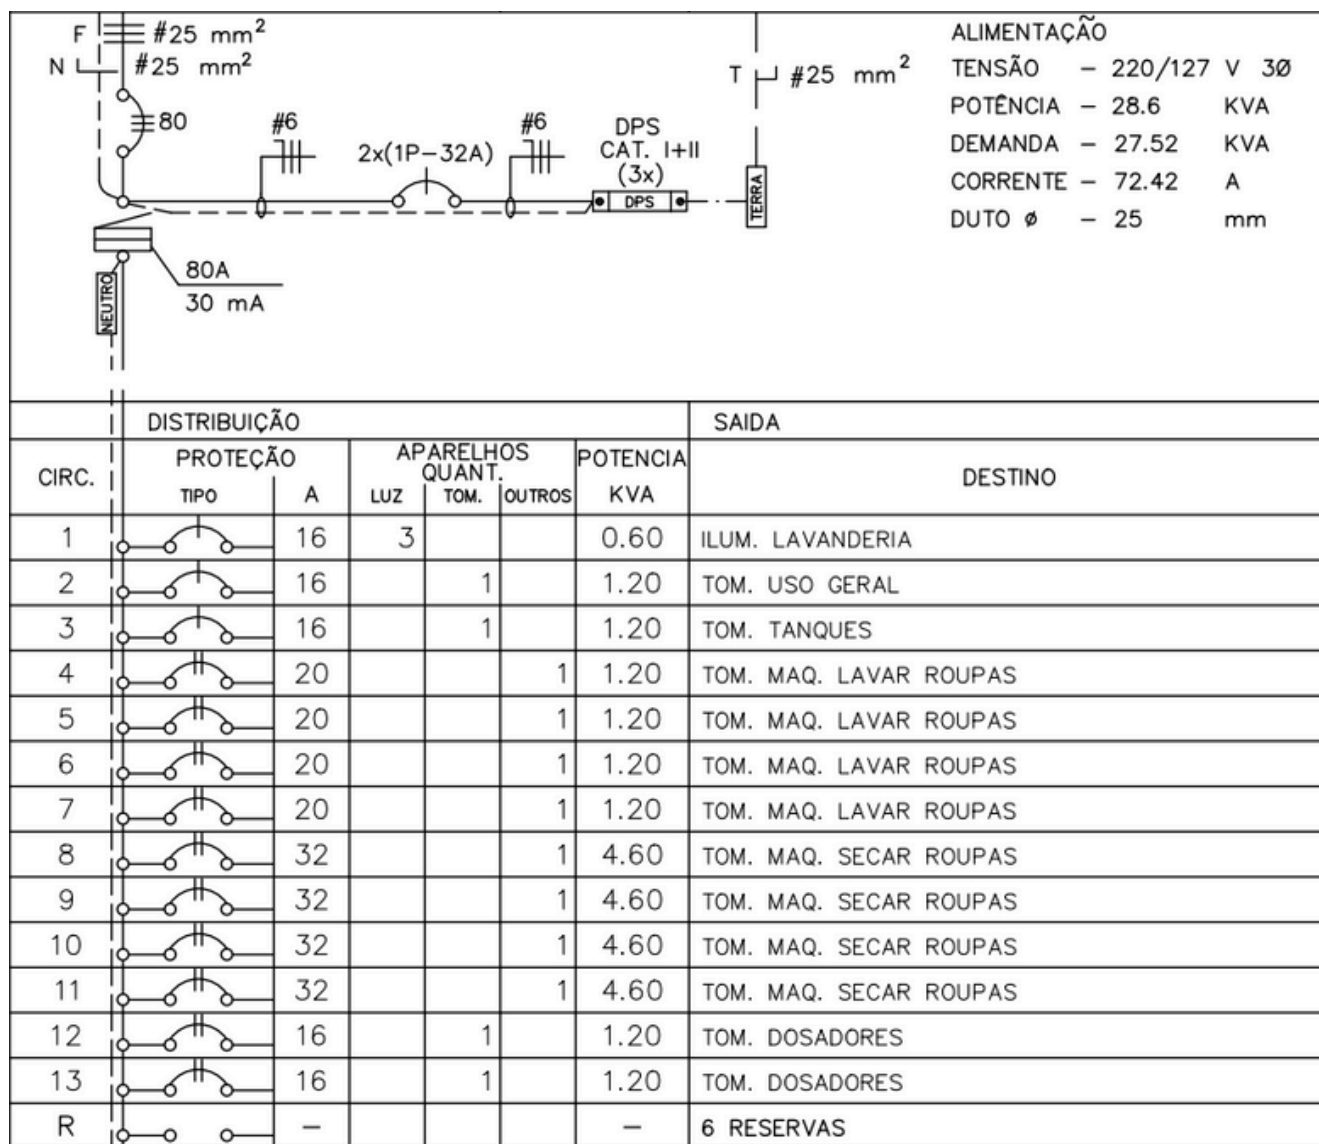 F #25 mm²
N #25 mm²
80
#6
2x(1P-32A)
#6
DPS
CAT. I+II
(3x)
DPS
TERRA
T #25 mm²
80A
30 mA
NEUTRO
ALIMENTAÇÃO
TENSÃO - 220/127 V 3Ø
POTÊNCIA - 28.6 KVA
DEMANDA - 27.52 KVA
CORRENTE - 72.42 A
DUTO ø - 25 mm
DISTRIBUIÇÃO SAIDA
CIRC. PROTEÇÃO APARELHOS QUANT. POTENCIA KVA DESTINO
TIPO A LUZ TOM. OUTROS
1 16 3 0.60 ILUM. LAVANDERIA
2 16 1 1.20 TOM. USO GERAL
3 16 1 1.20 TOM. TANQUES
4 20 1 1.20 TOM. MAQ. LAVAR ROUPAS
5 20 1 1.20 TOM. MAQ. LAVAR ROUPAS
6 20 1 1.20 TOM. MAQ. LAVAR ROUPAS
7 20 1 1.20 TOM. MAQ. LAVAR ROUPAS
8 32 1 4.60 TOM. MAQ. SECAR ROUPAS
9 32 1 4.60 TOM. MAQ. SECAR ROUPAS
10 32 1 4.60 TOM. MAQ. SECAR ROUPAS
11 32 1 4.60 TOM. MAQ. SECAR ROUPAS
12 16 1 1.20 TOM. DOSADORES
13 16 1 1.20 TOM. DOSADORES
R - - 6 RESERVAS